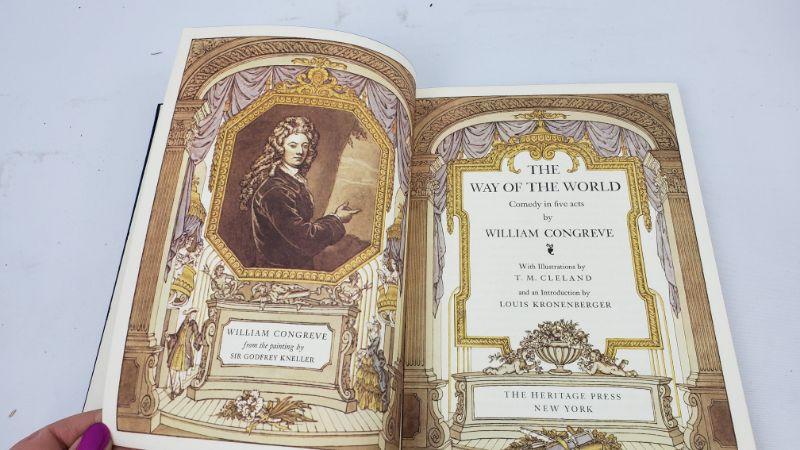 WILLIAM CONGREVE
from the painting by
SIR GODFREY KNELLER
THE
WAY OF THE WORLD
Comedy in five acts
by
WILLIAM CONGREVE
With Illustrations by
T. M. CLELAND
and an Introduction by
LOUIS KRONENBERGER
THE HERITAGE PRESS
NEW YORK